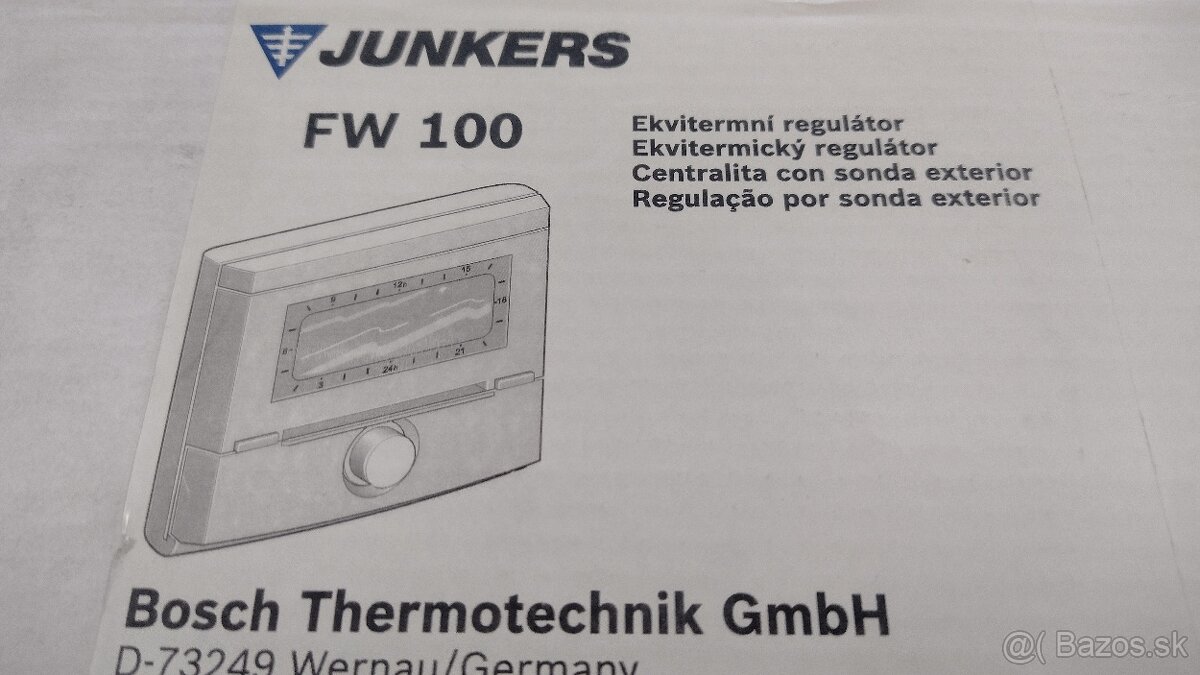 JUNKERS
FW 100
Ekvitermní regulátor
Ekvitermický regulátor
Centralita con sonda exterior
Regulação por sonda exterior
9 12h 15
6 18
3 24h 21
Bosch Thermotechnik GmbH
D-73249 Wernau/Germany
@( Bazos.sk